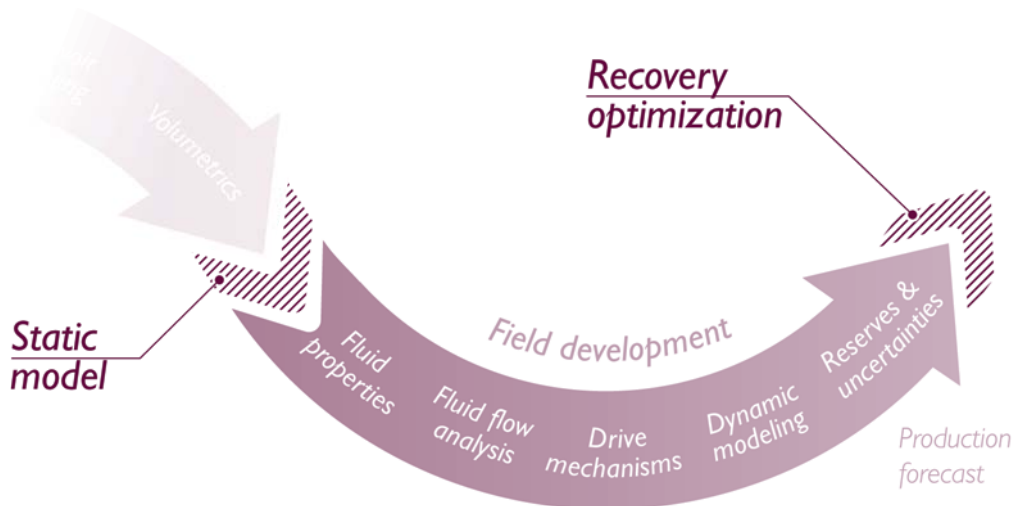 Volumetrics
Recovery
optimization
Static
model
Field development
Fluid
properties
Fluid flow
analysis
Drive
mechanisms
Dynamic
modeling
Reserves &
uncertainties
Production
forecast